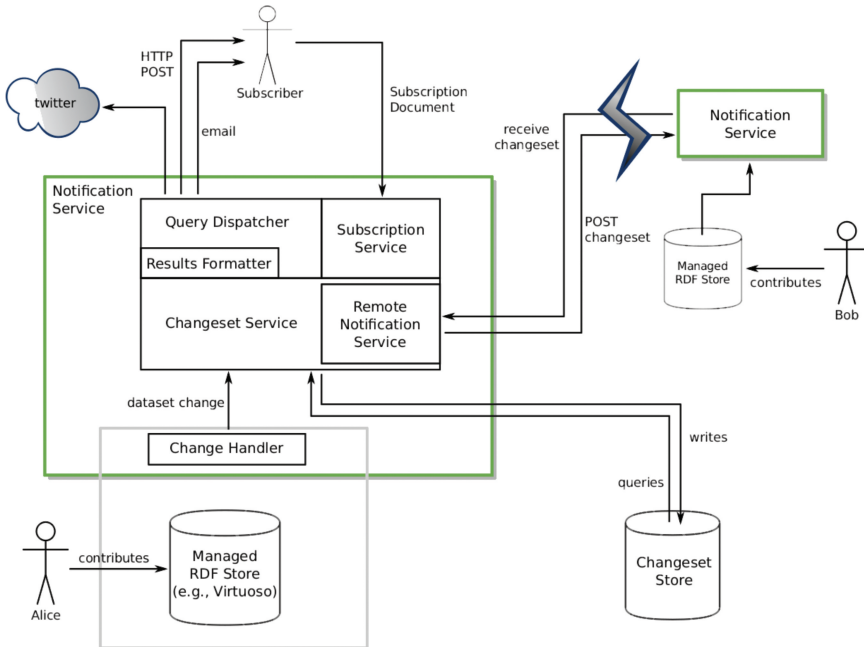 HTTP
POST
Subscriber
twitter
email
Subscription
Document
receive
changeset
Notification
Service
Notification
Service
Query Dispatcher
Subscription
Service
Results Formatter
POST
changeset
Managed
RDF Store
contributes
Bob
Changeset Service
Remote
Notification
Service
dataset change
Change Handler
writes
queries
contributes
Alice
Managed
RDF Store
(e.g., Virtuoso)
Changeset
Store